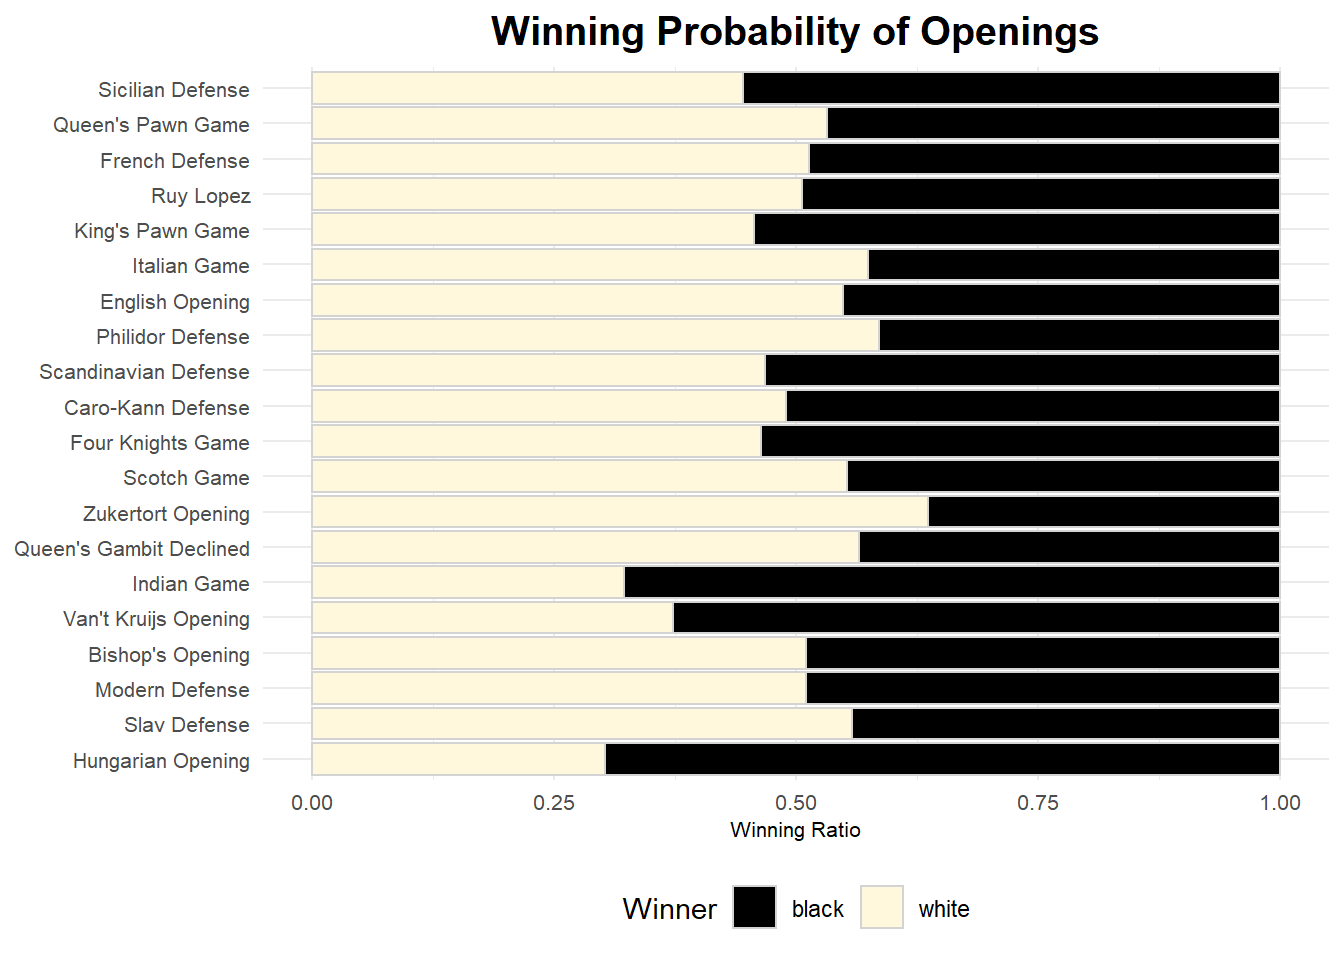 Winning Probability of Openings
Sicilian Defense
Queen's Pawn Game
French Defense
Ruy Lopez
King's Pawn Game
Italian Game
English Opening
Philidor Defense
Scandinavian Defense
Caro-Kann Defense
Four Knights Game
Scotch Game
Zukertort Opening
Queen's Gambit Declined
Indian Game
Van't Kruijs Opening
Bishop's Opening
Modern Defense
Slav Defense
Hungarian Opening
0.00 0.25 0.50 0.75 1.00
Winning Ratio
Winner black white